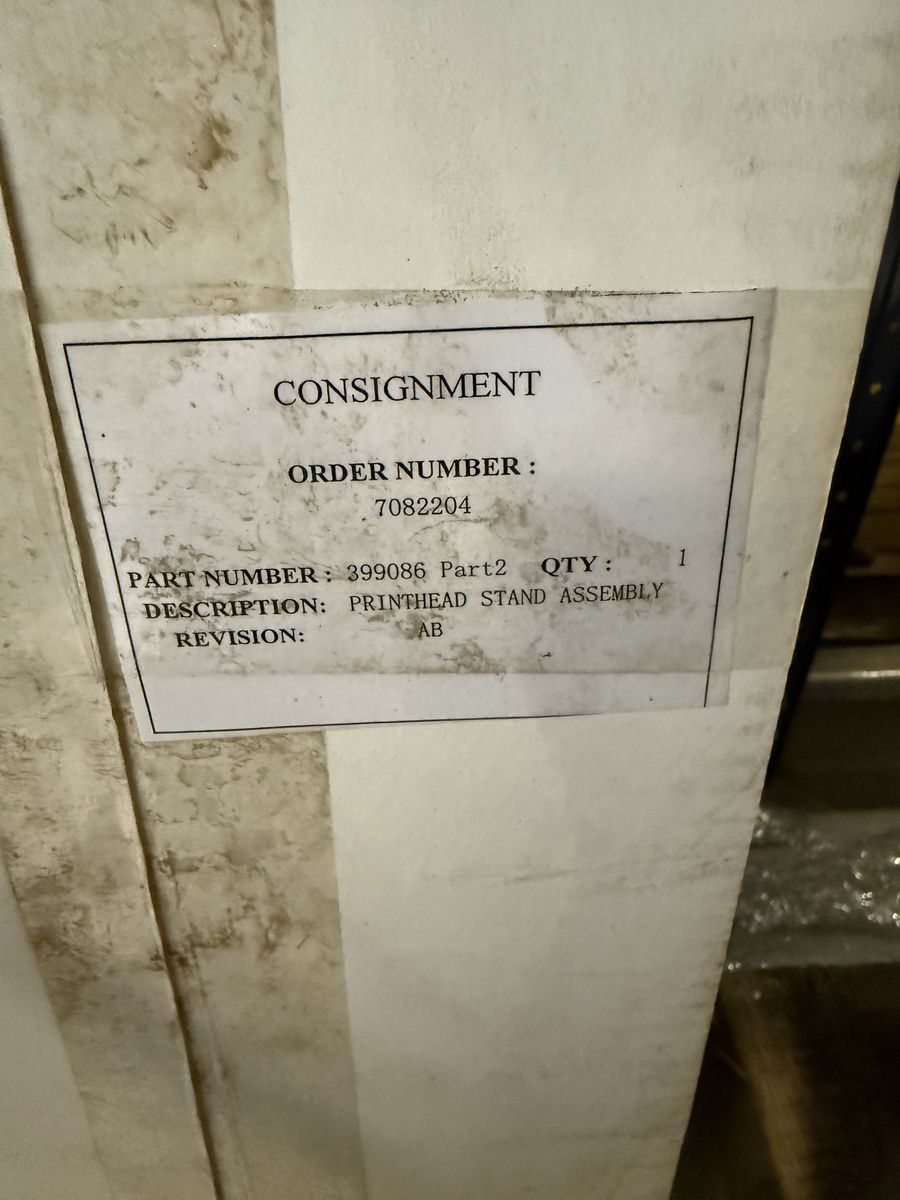 CONSIGNMENT
ORDER NUMBER :
7082204
PART NUMBER : 399086 Part2 QTY : 1
DESCRIPTION: PRINTHEAD STAND ASSEMBLY
REVISION: AB